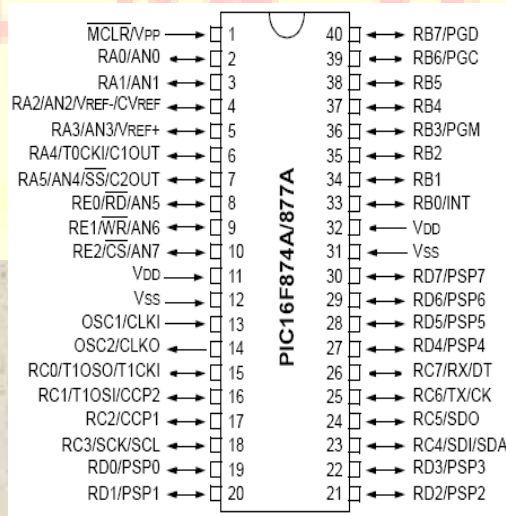 MCLR/VPP 1 40 RB7/PGD
RA0/AN0 2 39 RB6/PGC
RA1/AN1 3 38 RB5
RA2/AN2/VREF-/CVREF 4 37 RB4
RA3/AN3/VREF+ 5 36 RB3/PGM
RA4/T0CKI/C1OUT 6 35 RB2
RA5/AN4/SS/C2OUT 7 34 RB1
RE0/RD/AN5 8 33 RB0/INT
RE1/WR/AN6 9 32 VDD
RE2/CS/AN7 10 31 VSS
VDD 11 30 RD7/PSP7
VSS 12 29 RD6/PSP6
OSC1/CLKI 13 28 RD5/PSP5
OSC2/CLKO 14 27 RD4/PSP4
RC0/T1OSO/T1CKI 15 26 RC7/RX/DT
RC1/T1OSI/CCP2 16 25 RC6/TX/CK
RC2/CCP1 17 24 RC5/SDO
RC3/SCK/SCL 18 23 RC4/SDI/SDA
RD0/PSP0 19 22 RD3/PSP3
RD1/PSP1 20 21 RD2/PSP2
PIC16F874A/877A